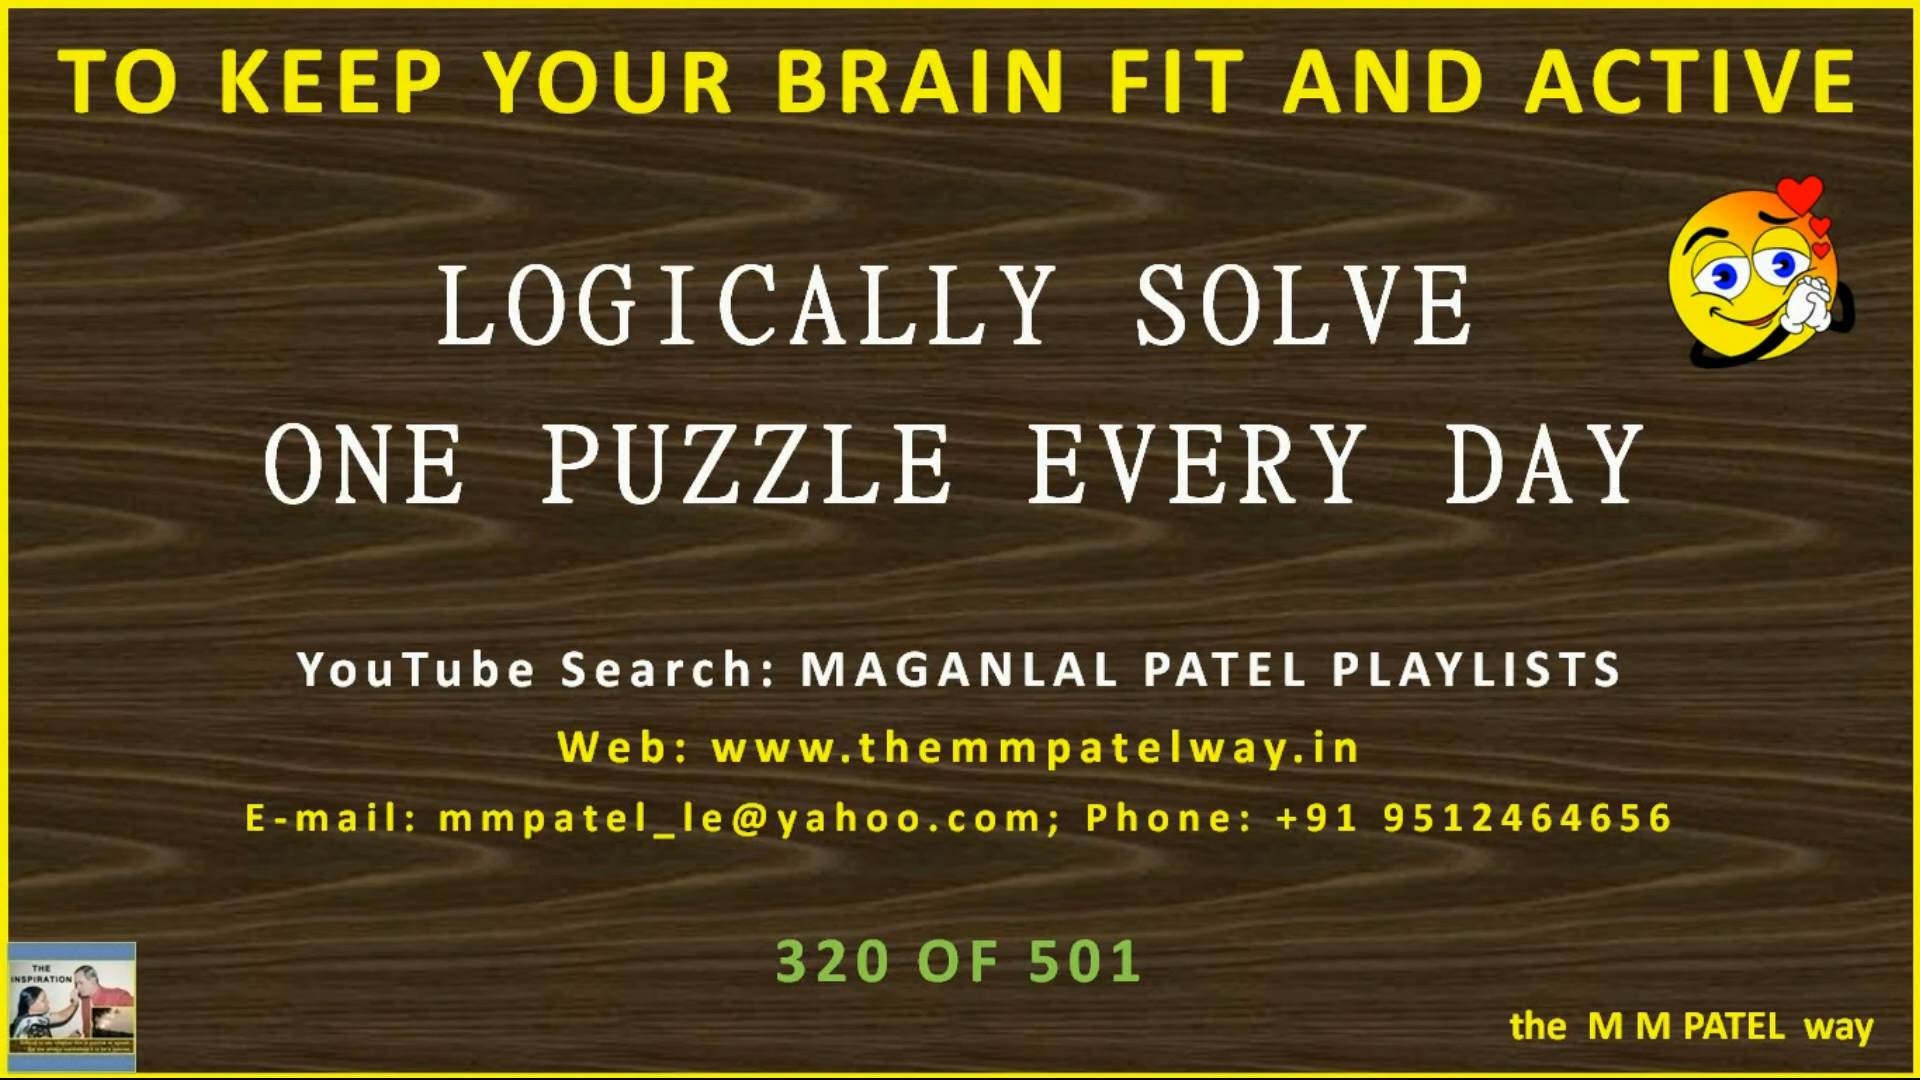 TO KEEP YOUR BRAIN FIT AND ACTIVE
LOGICALLY SOLVE
ONE PUZZLE EVERY DAY
YouTube Search: MAGANLAL PATEL PLAYLISTS
Web: www.themmpatelway.in
E-mail: mmpatel_le@yahoo.com; Phone: +91 9512464656
320 OF 501
THE
INSPIRATION
the M M PATEL way